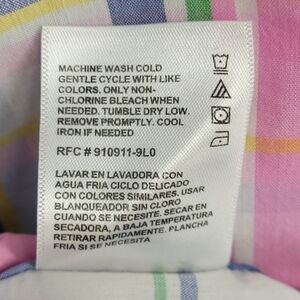 MACHINE WASH COLD
GENTLE CYCLE WITH LIKE
COLORS. ONLY NON-
CHLORINE BLEACH WHEN
NEEDED. TUMBLE DRY LOW.
REMOVE PROMPTLY. COOL
IRON IF NEEDED
RFC # 910911-9L0
LAVAR EN LAVADORA CON
AGUA FRIA CICLO DELICADO
CON COLORES SIMILARES. USAR
BLANQUEADOR SIN CLORO
CUANDO SE NECESITE. SECAR EN
SECADORA, A BAJA TEMPERATURA
RETIRAR RAPIDAMENTE. PLANCHA
FRIA SI SE NECESITA